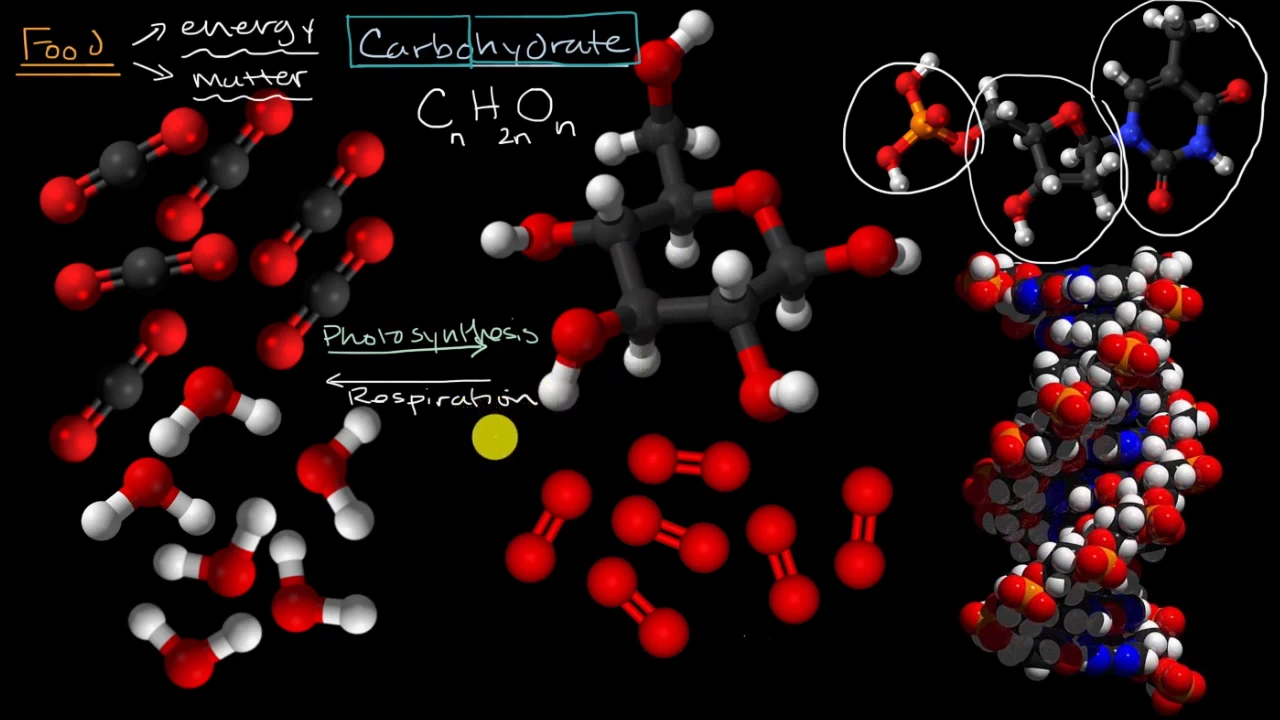 Food
energy
matter
Carbohydrate
CnH2nOn
Photosynthesis
Respiration